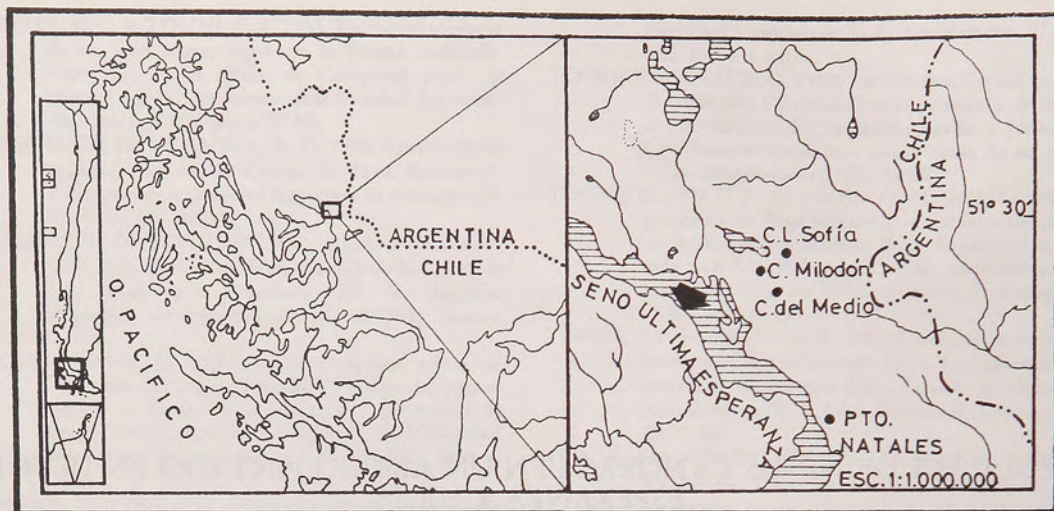 ARGENTINA
CHILE
O. PACIFICO
CHILE
ARGENTINA
51° 30'
C.L. Sofía
C. Milodón
C. del Medio
SENO ÚLTIMA ESPERANZA
PTO.
NATALES
ESC. 1:1.000.000